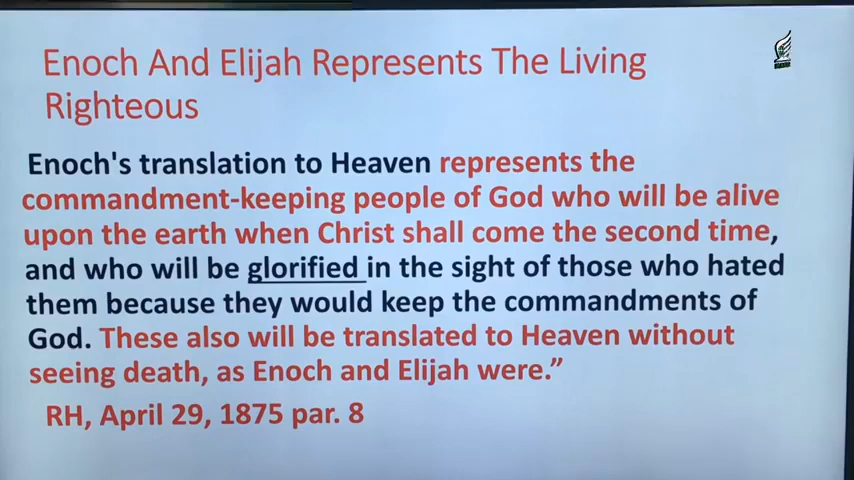 Enoch And Elijah Represents The Living
Righteous
Enoch's translation to Heaven represents the
commandment-keeping people of God who will be alive
upon the earth when Christ shall come the second time,
and who will be glorified in the sight of those who hated
them because they would keep the commandments of
God. These also will be translated to Heaven without
seeing death, as Enoch and Elijah were.”
RH, April 29, 1875 par. 8